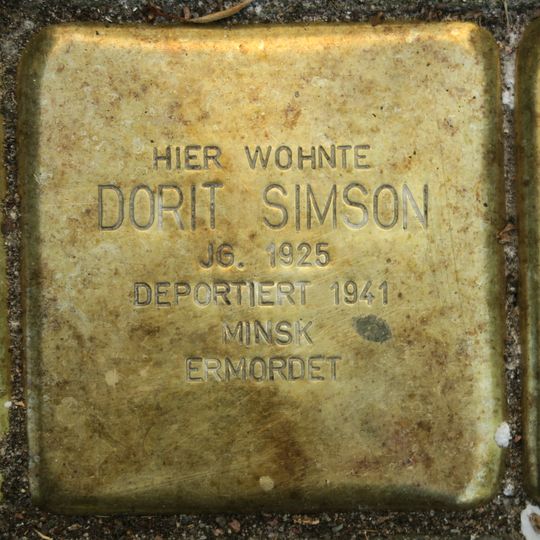 HIER WOHNTE
DORIT SIMSON
JG. 1925
DEPORTIERT 1941
MINSK
ERMORDET